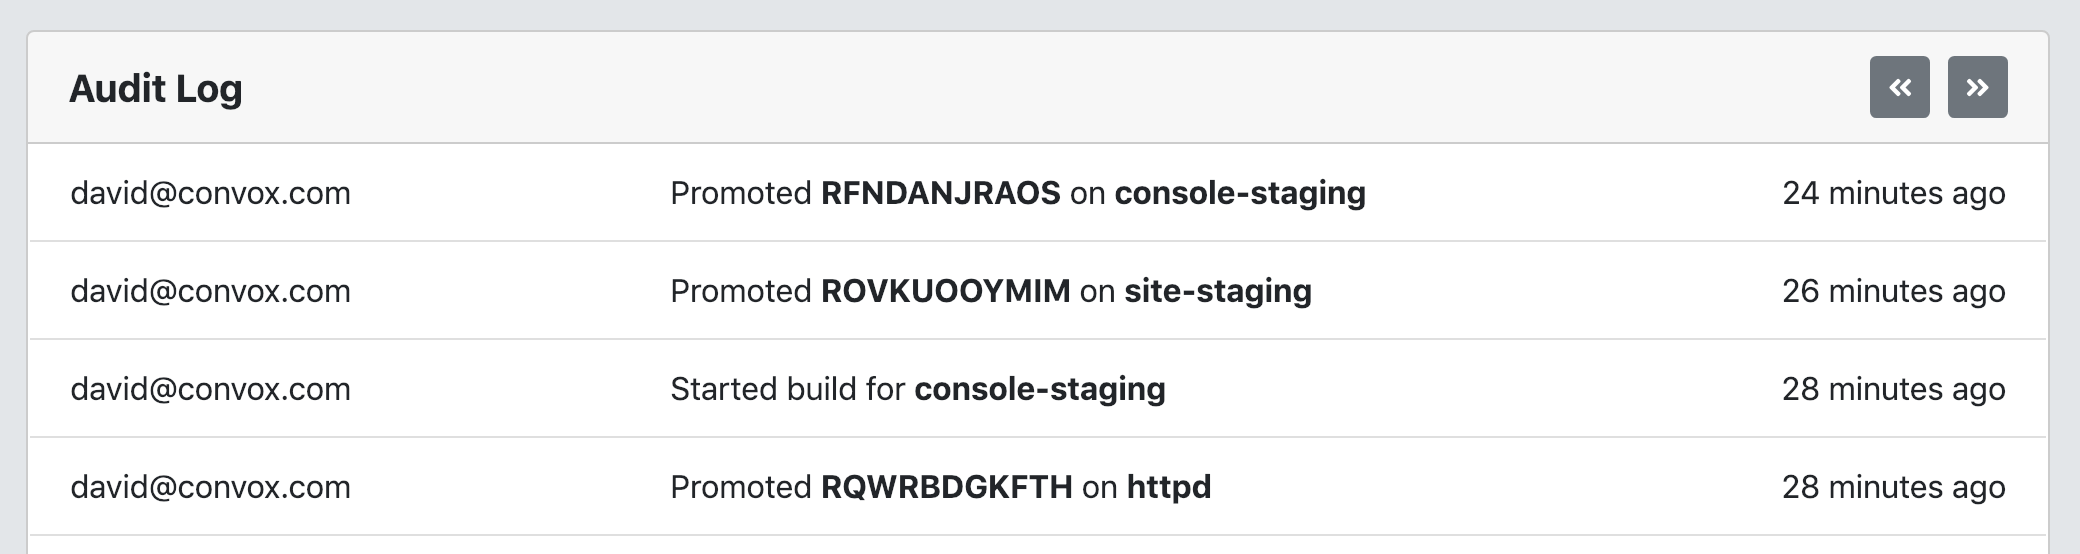 Audit Log
david@convox.com Promoted RFNDANJRAOS on console-staging 24 minutes ago
david@convox.com Promoted ROVKUOOYMIM on site-staging 26 minutes ago
david@convox.com Started build for console-staging 28 minutes ago
david@convox.com Promoted RQWRBDGKFTH on httpd 28 minutes ago